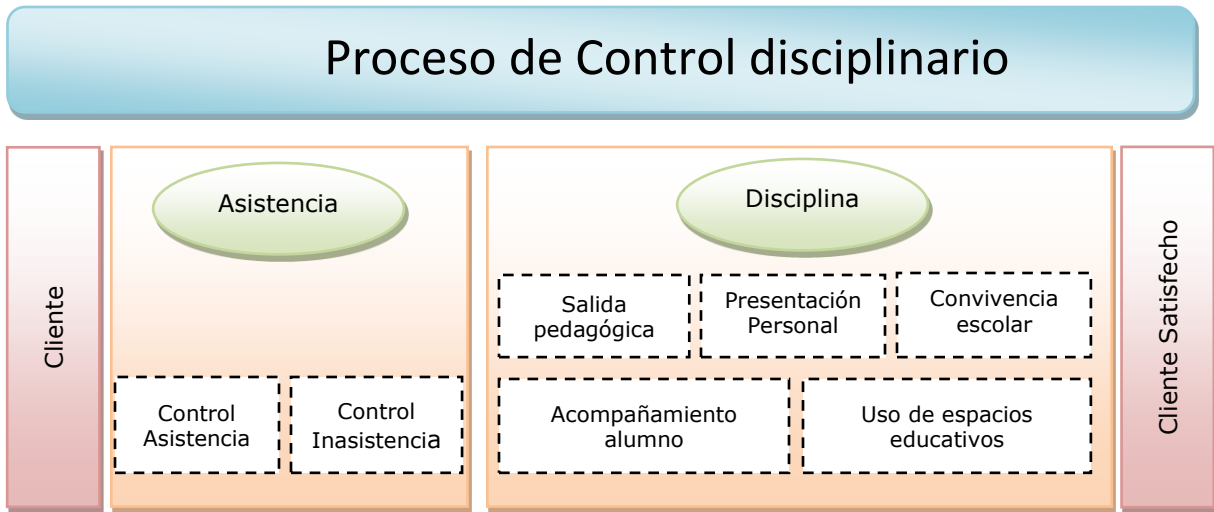 Proceso de Control disciplinario
Cliente
Asistencia
Control
Asistencia
Control
Inasistencia
Disciplina
Salida
pedagógica
Presentación
Personal
Convivencia
escolar
Acompañamiento
alumno
Uso de espacios
educativos
Cliente Satisfecho